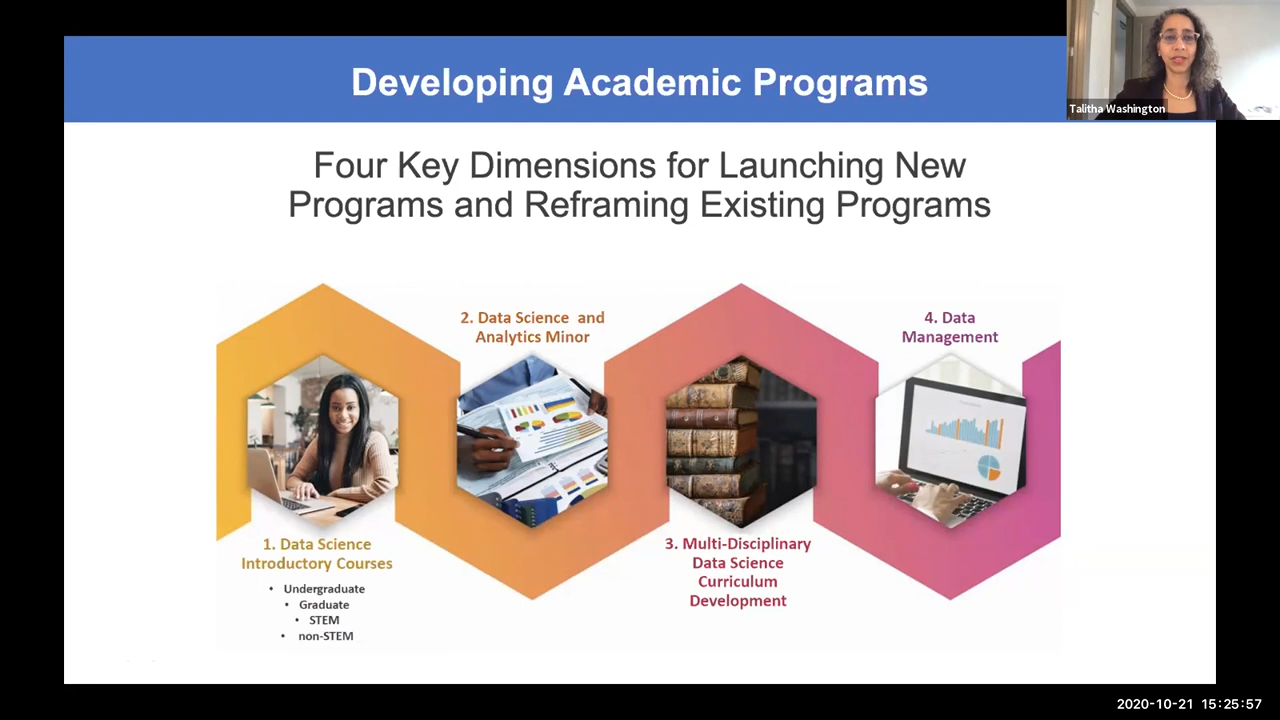 Developing Academic Programs
Talitha Washington
Four Key Dimensions for Launching New
Programs and Reframing Existing Programs
2. Data Science and
Analytics Minor
4. Data
Management
1. Data Science
Introductory Courses
• Undergraduate
• Graduate
• STEM
• non-STEM
3. Multi-Disciplinary
Data Science
Curriculum
Development
2020-10-21 15:25:57